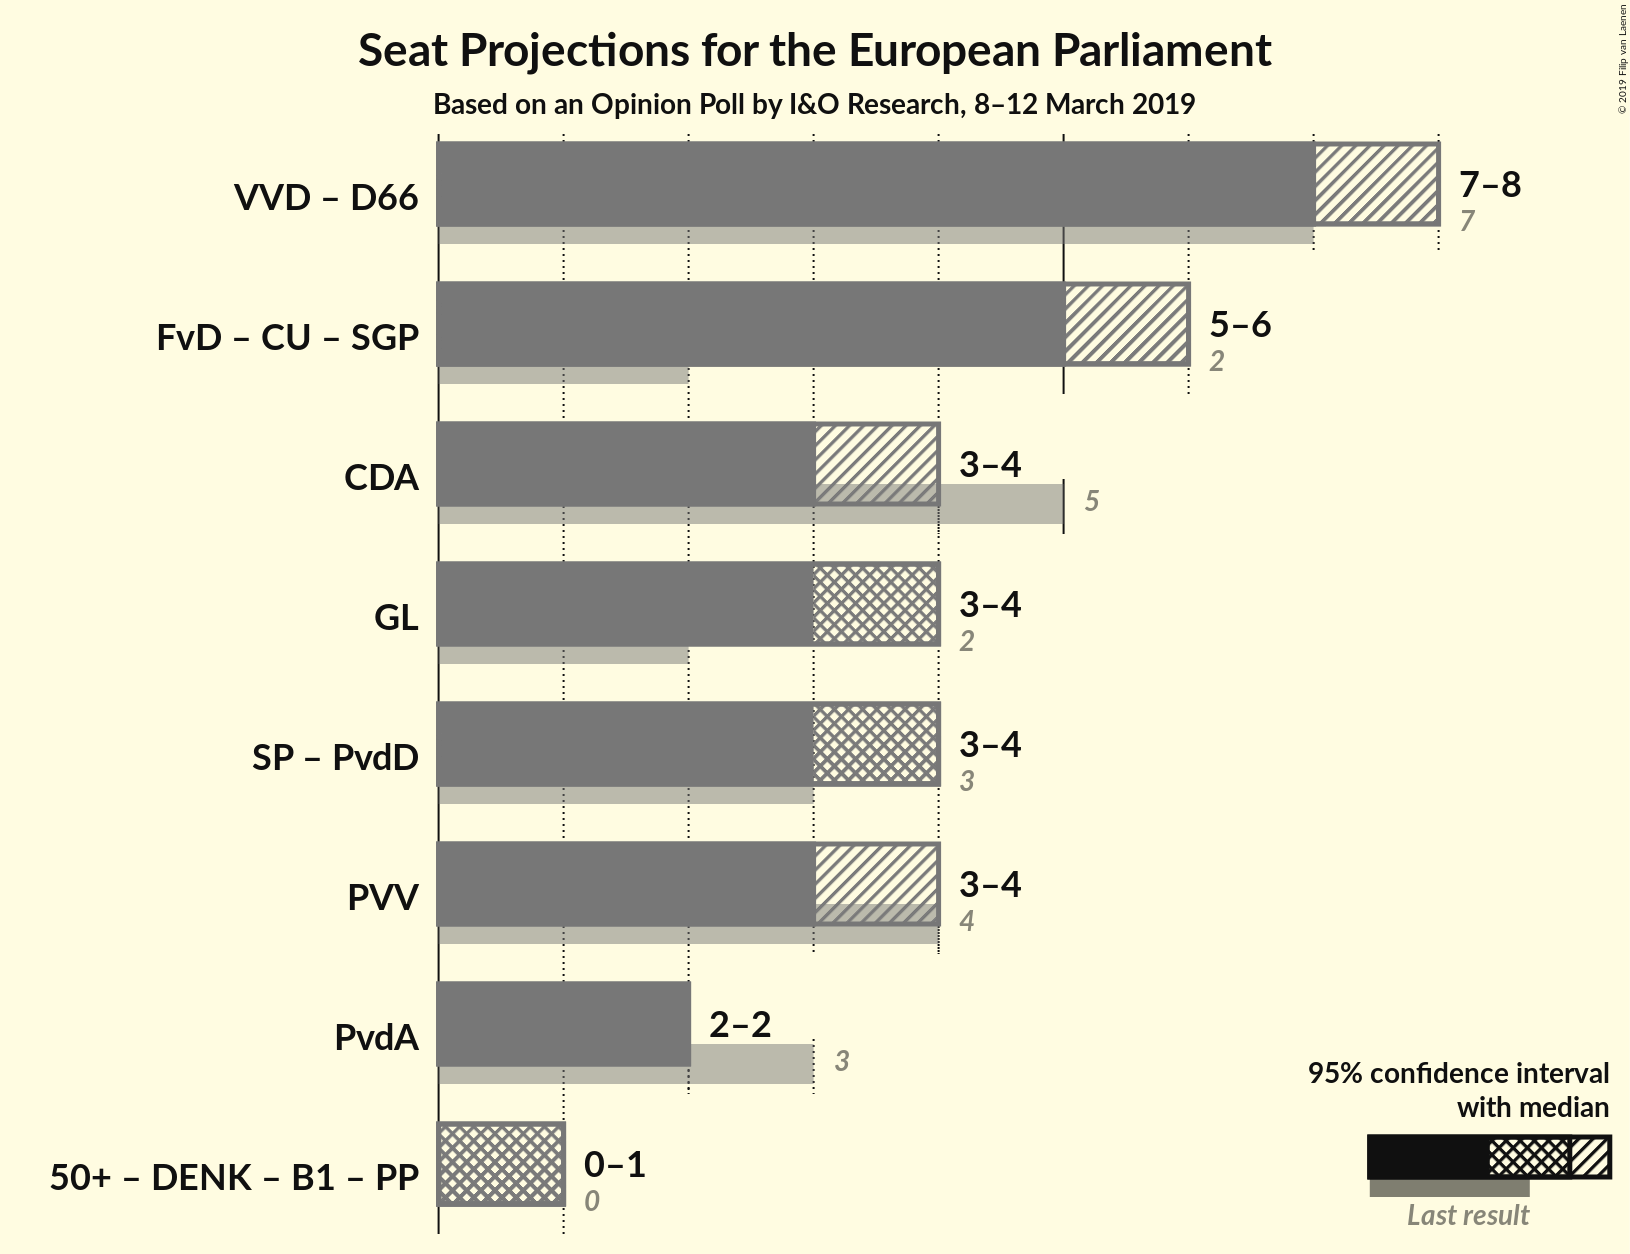 Seat Projections for the European Parliament
Based on an Opinion Poll by I&O Research, 8–12 March 2019
© 2019 Filip van Laenen
VVD – D66
7–8
7
FvD – CU – SGP
5–6
2
CDA
3–4
5
GL
3–4
2
SP – PvdD
3–4
3
PVV
3–4
4
PvdA
2–2
3
50+ – DENK – B1 – PP
0–1
0
95% confidence interval
with median
Last result